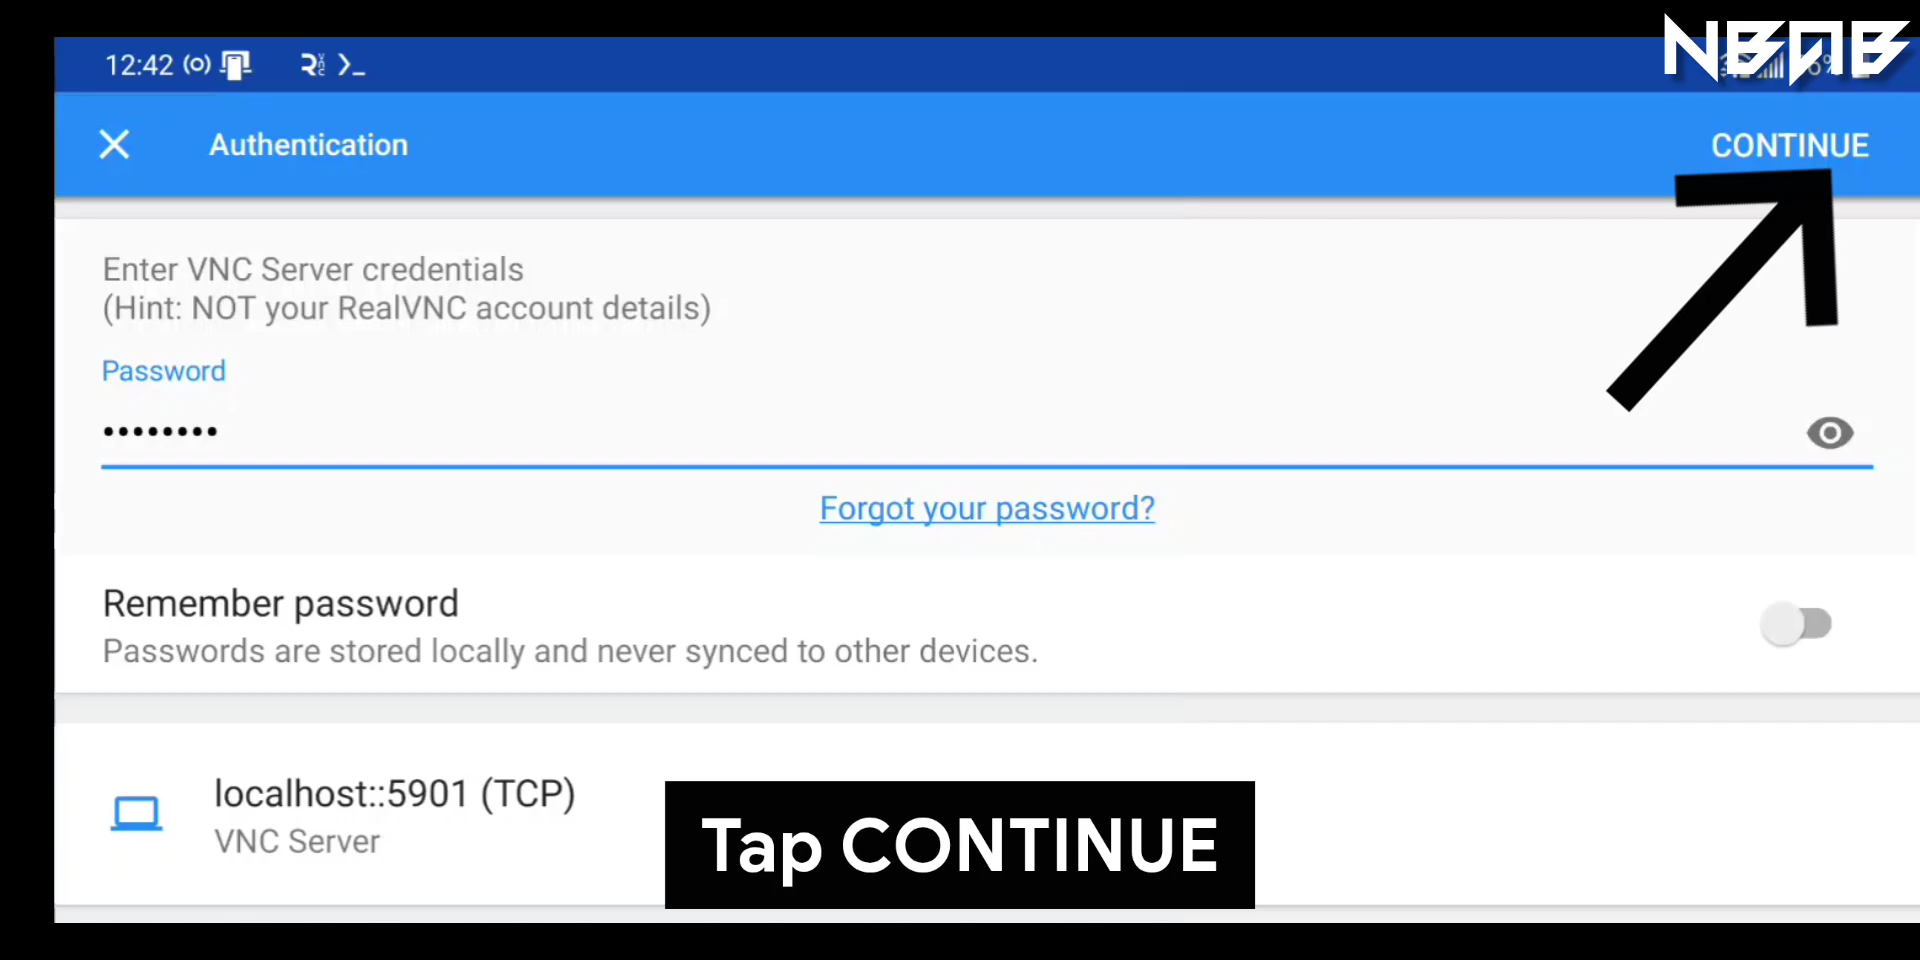 NBAB
12:42
Authentication
CONTINUE
Enter VNC Server credentials
(Hint: NOT your RealVNC account details)
Password
••••••••
Forgot your password?
Remember password
Passwords are stored locally and never synced to other devices.
localhost::5901 (TCP)
VNC Server
Tap CONTINUE